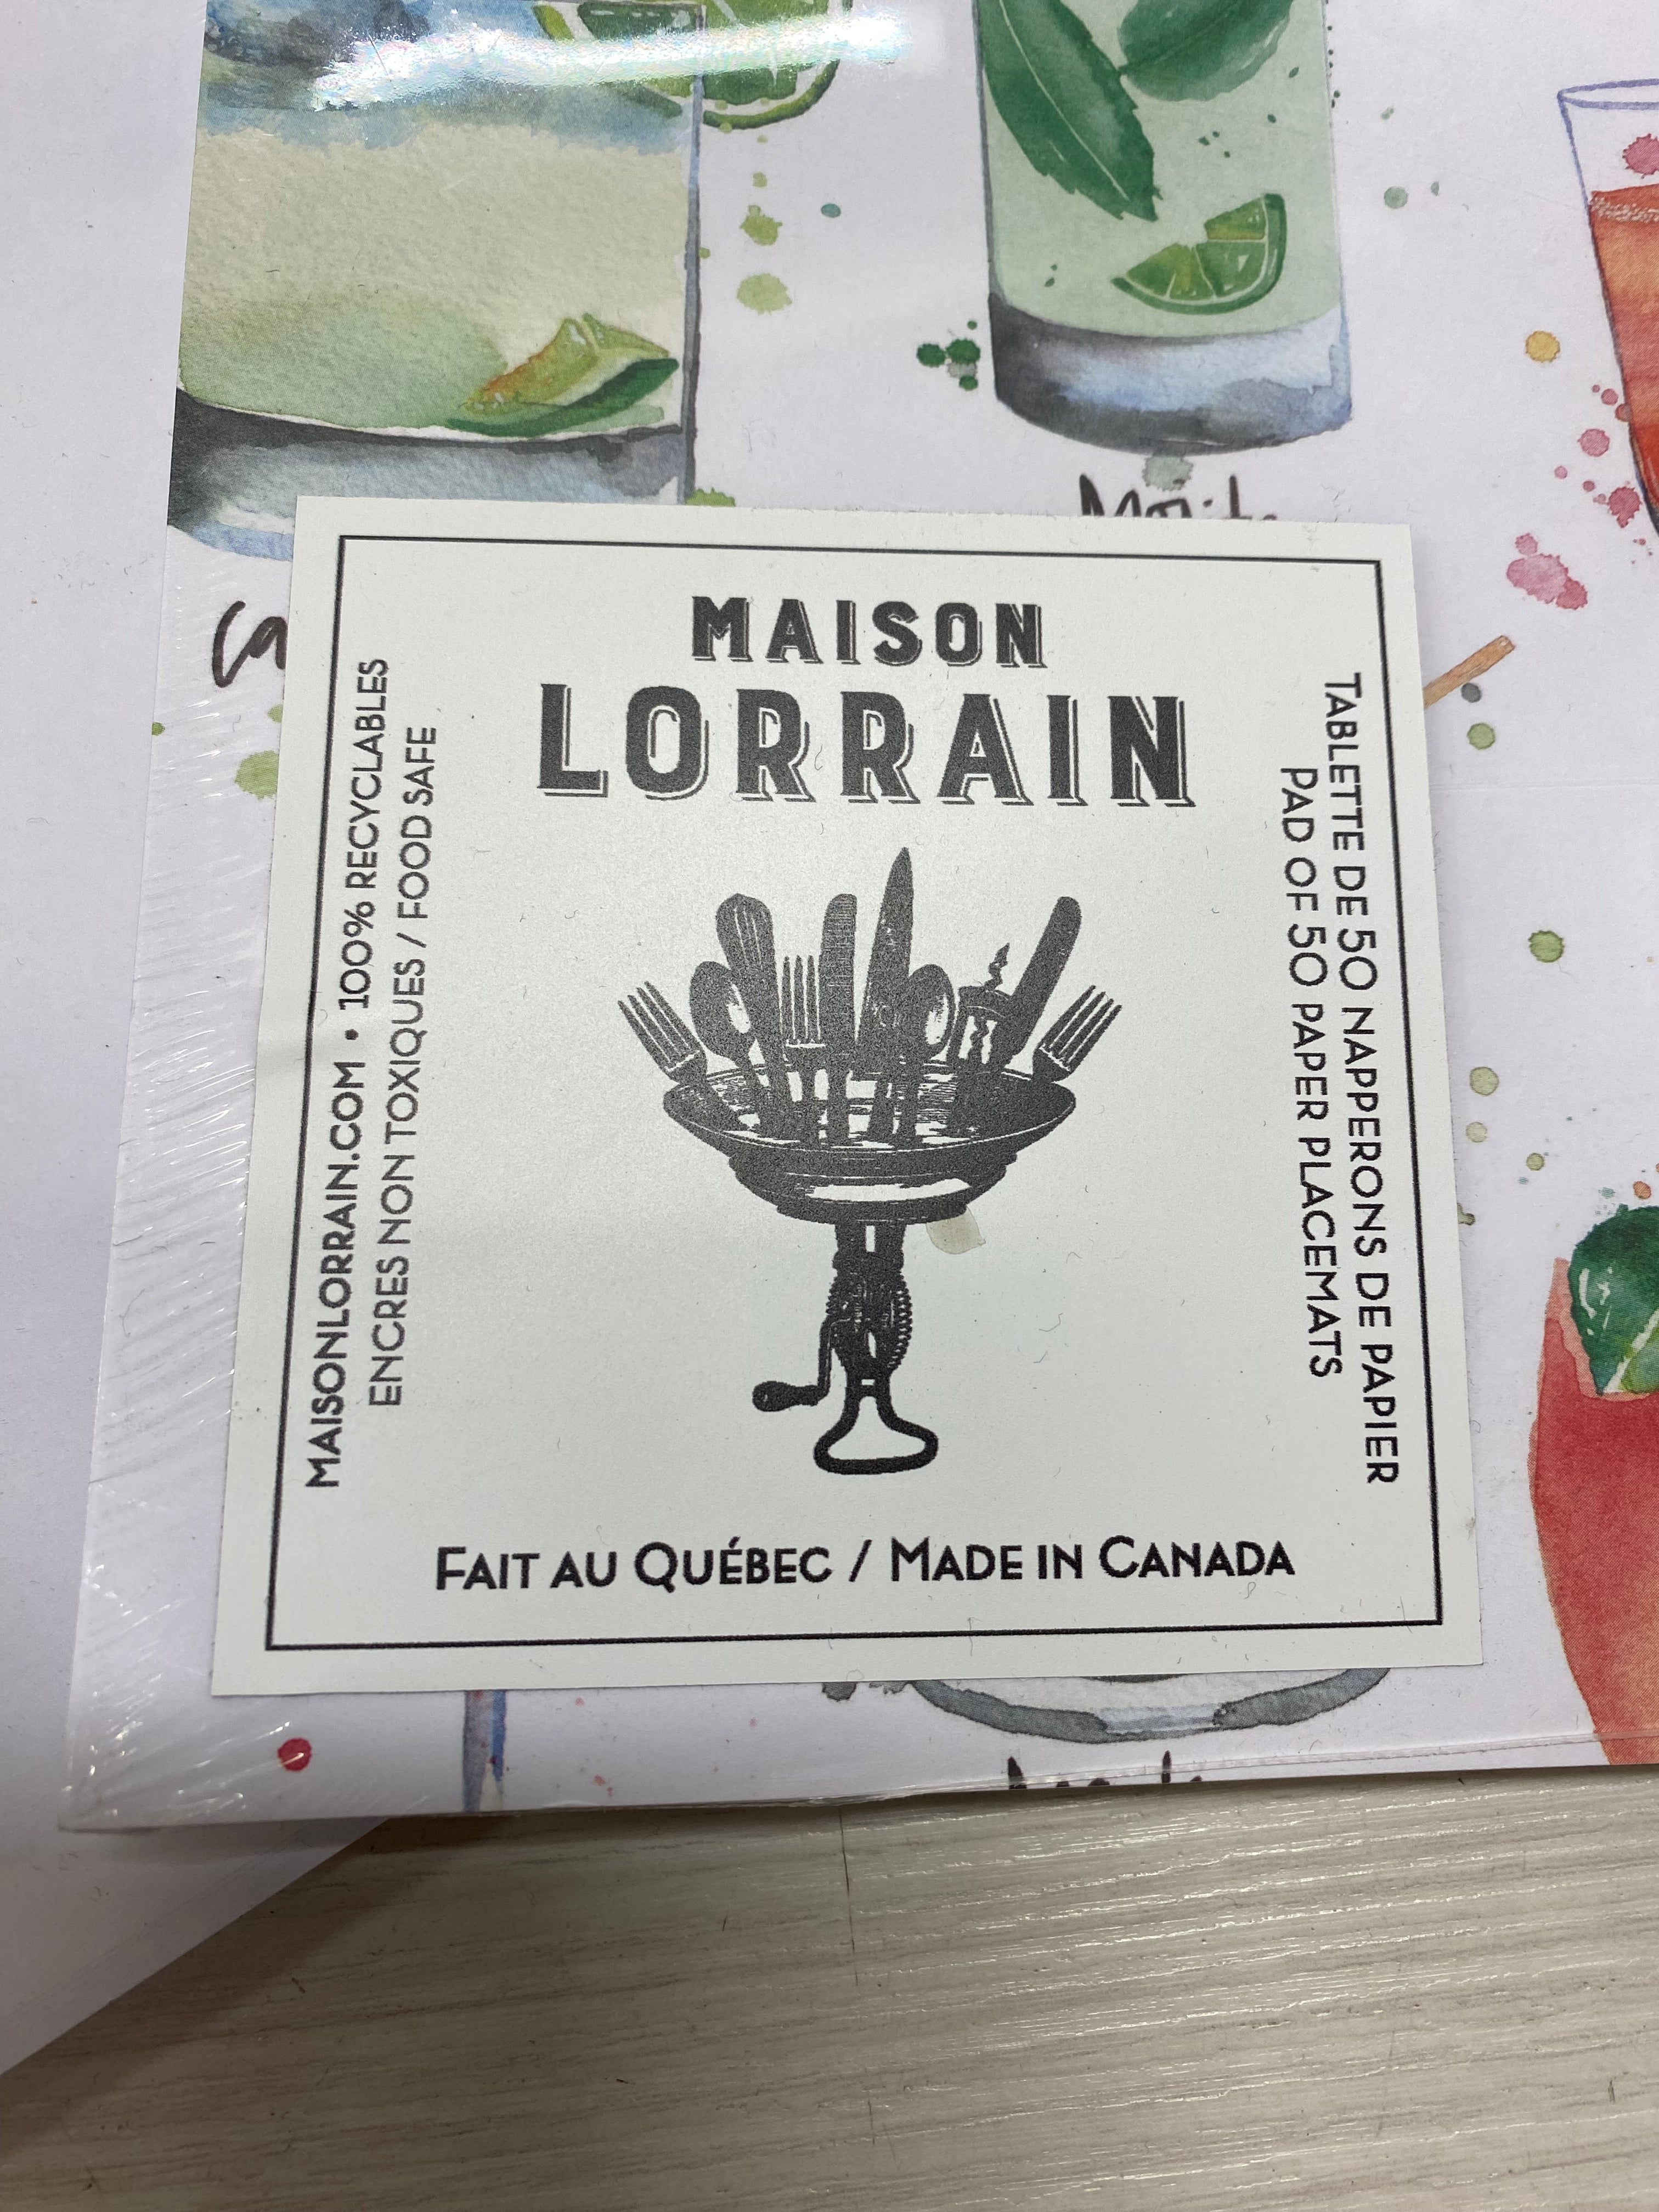 Mojito
MAISON
LORRAIN
MAISONLORRAIN.COM • 100% RECYCLABLES
ENCRES NON TOXIQUES / FOOD SAFE
TABLETTE DE 50 NAPPERONS DE PAPIER
PAD OF 50 PAPER PLACEMATS
FAIT AU QUÉBEC / MADE IN CANADA